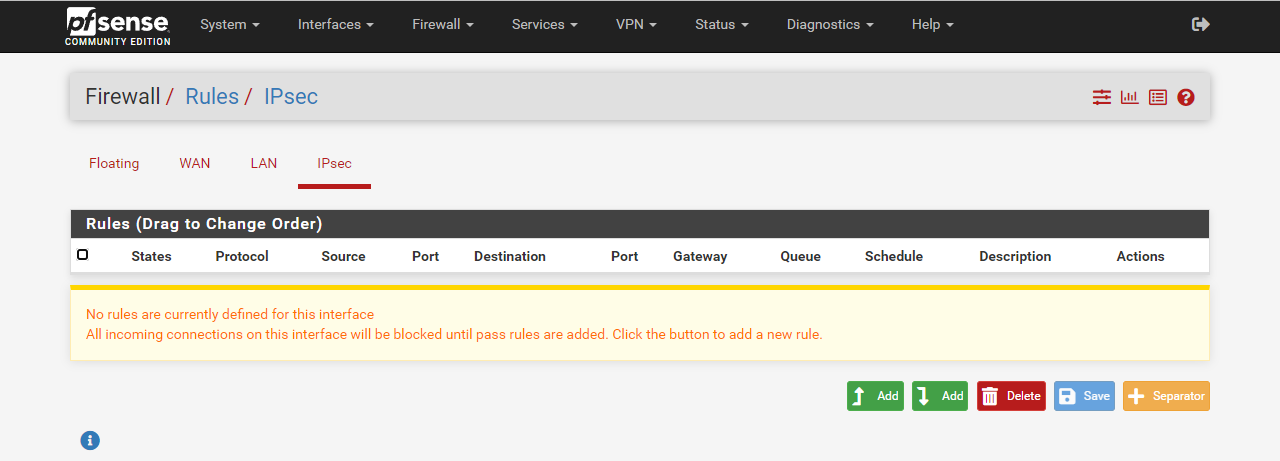 pfsense
COMMUNITY EDITION
System Interfaces Firewall Services VPN Status Diagnostics Help
Firewall / Rules / IPsec
Floating WAN LAN IPsec
Rules (Drag to Change Order)
States Protocol Source Port Destination Port Gateway Queue Schedule Description Actions
No rules are currently defined for this interface
All incoming connections on this interface will be blocked until pass rules are added. Click the button to add a new rule.
Add Add Delete Save Separator